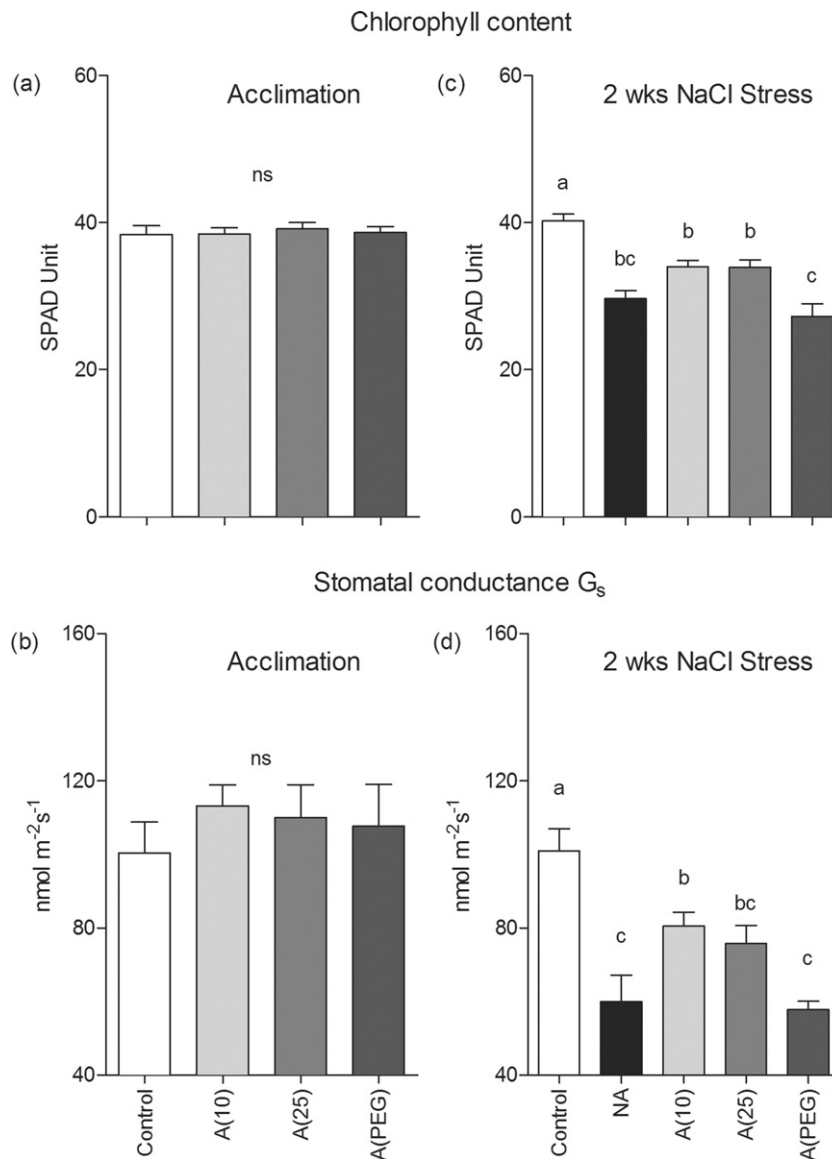 Chlorophyll content
(a)
Acclimation
60
40
20
0
SPAD Unit
ns
(c)
2 wks NaCl Stress
60
40
20
0
SPAD Unit
a
bc
b
b
c
Stomatal conductance Gs
(b)
Acclimation
160
120
80
40
nmol m-2s-1
ns
Control
A(10)
A(25)
A(PEG)
(d)
2 wks NaCl Stress
160
120
80
40
nmol m-2s-1
a
c
b
bc
c
Control
NA
A(10)
A(25)
A(PEG)